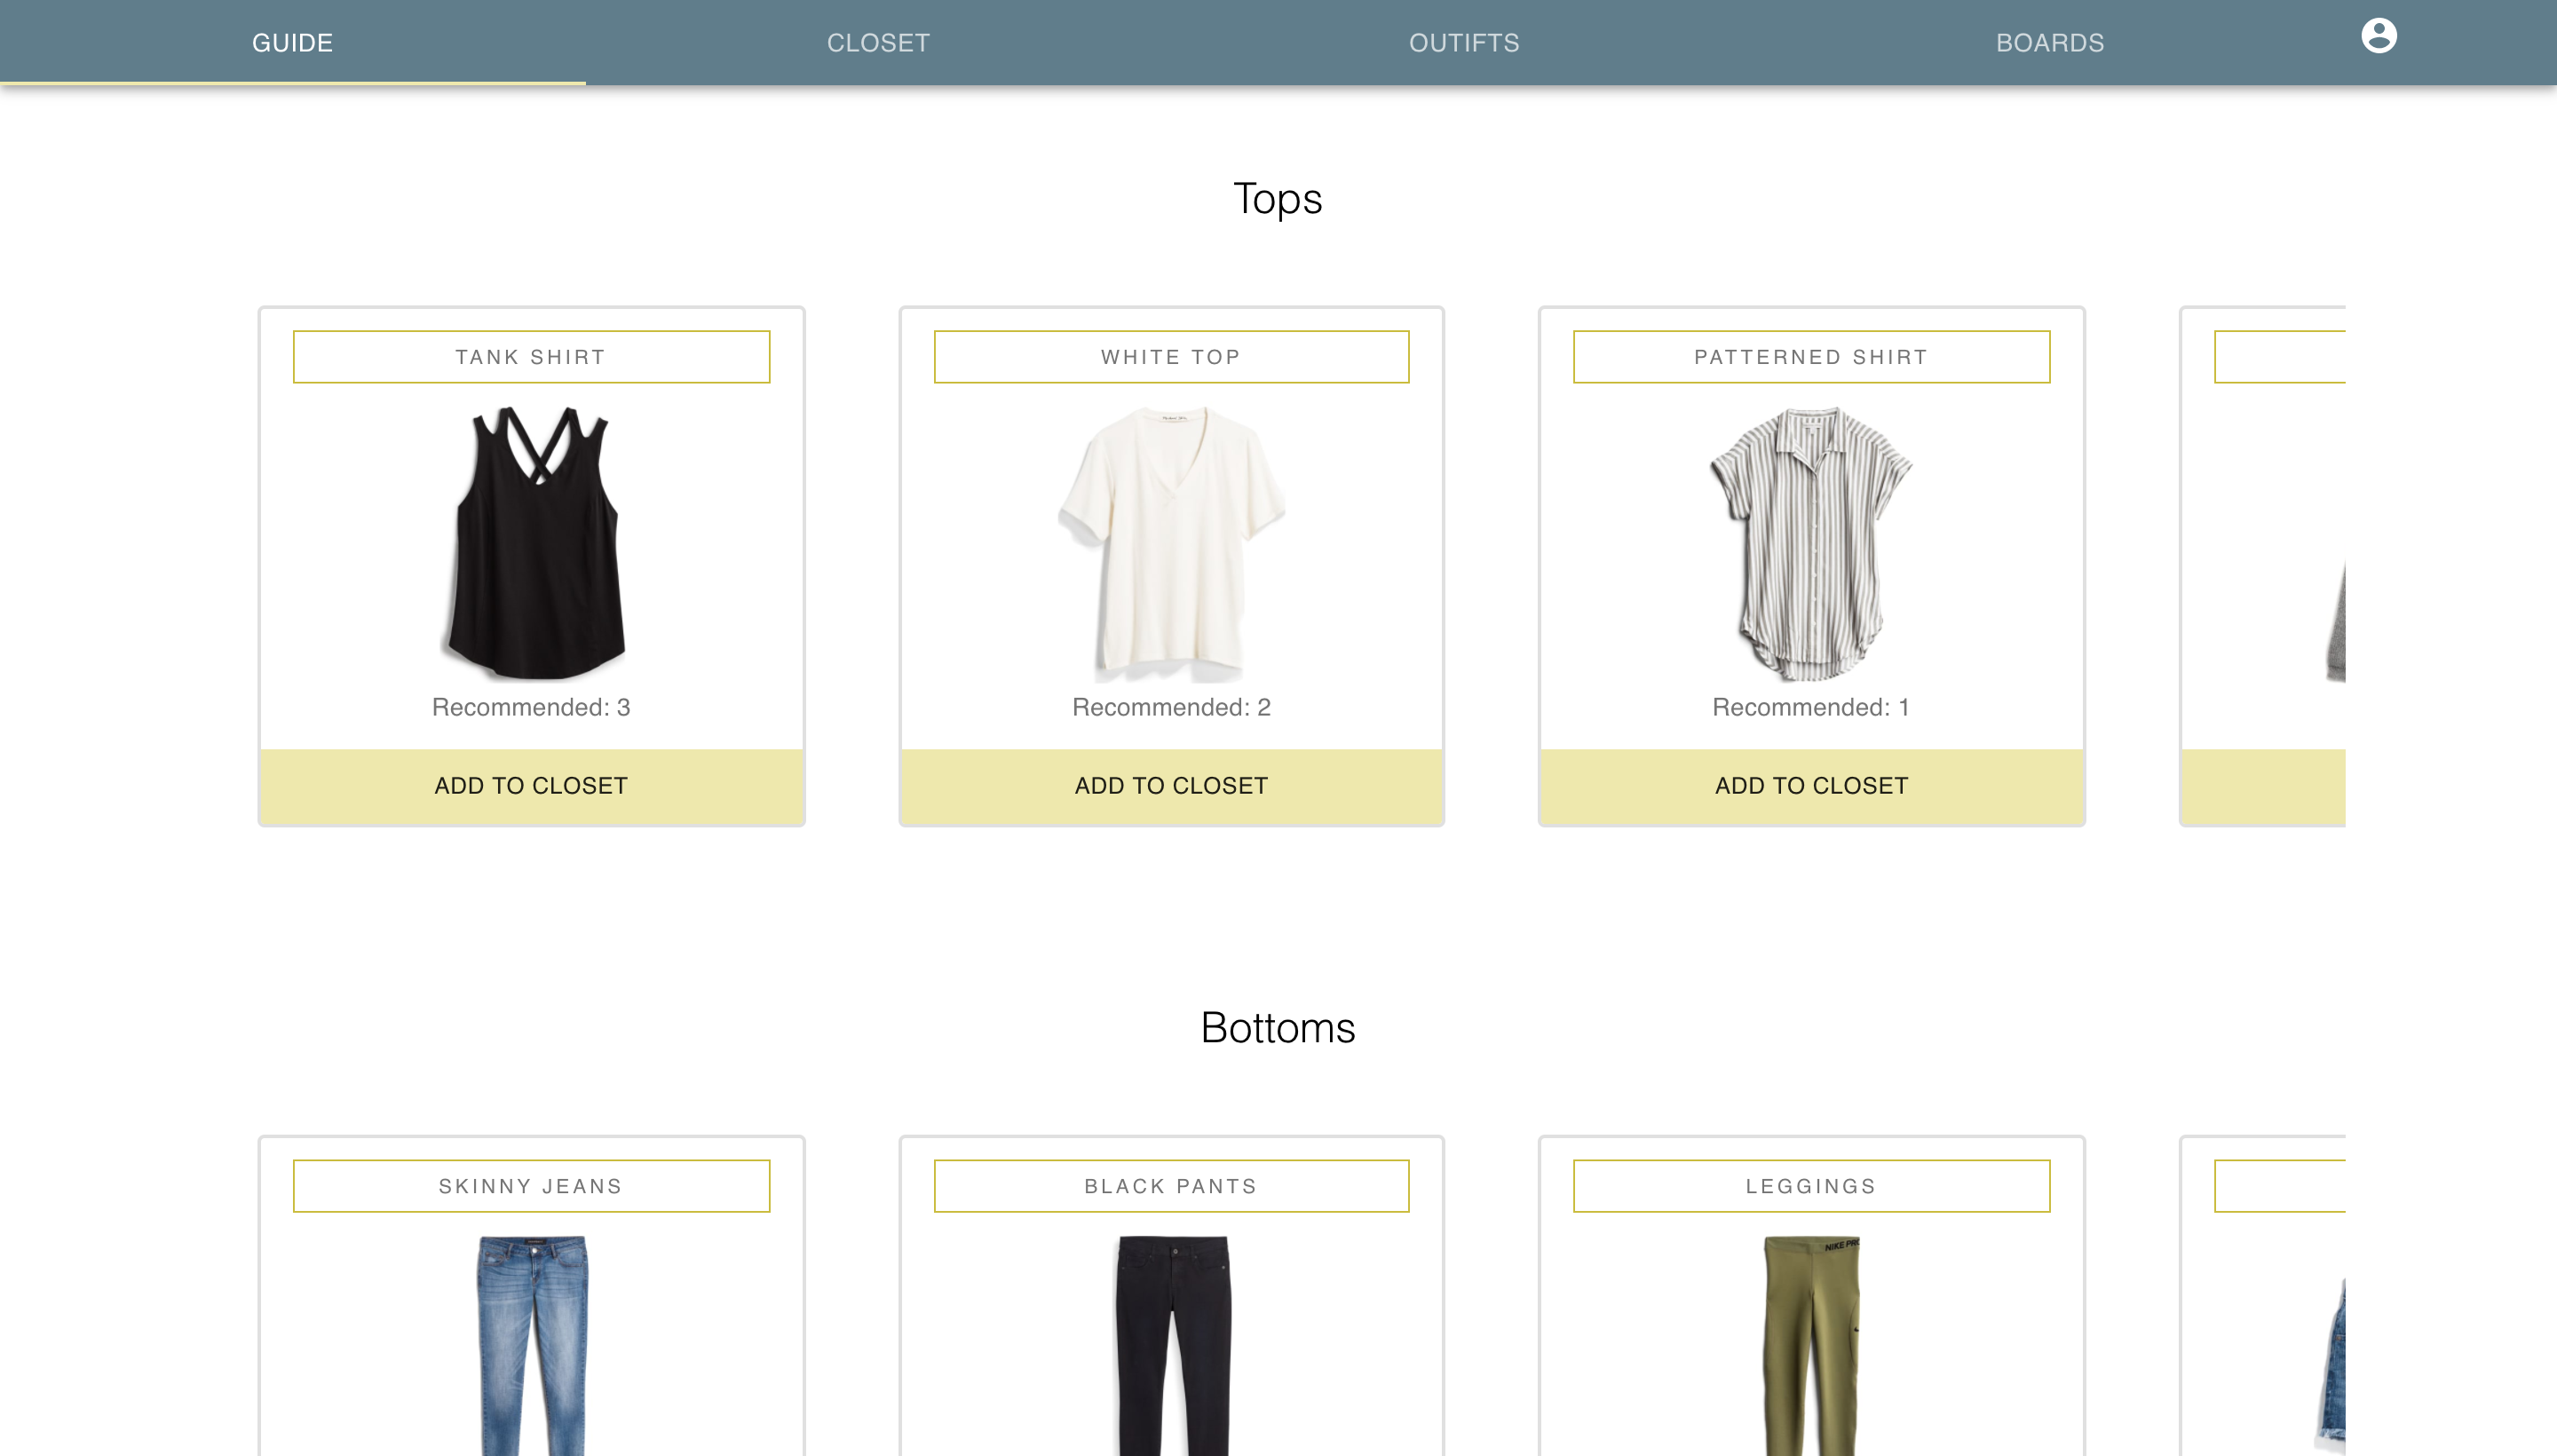 GUIDE CLOSET OUTIFTS BOARDS
Tops
TANK SHIRT WHITE TOP PATTERNED SHIRT
Recommended: 3 Recommended: 2 Recommended: 1
ADD TO CLOSET ADD TO CLOSET ADD TO CLOSET
Bottoms
SKINNY JEANS BLACK PANTS LEGGINGS
NIKE PRO